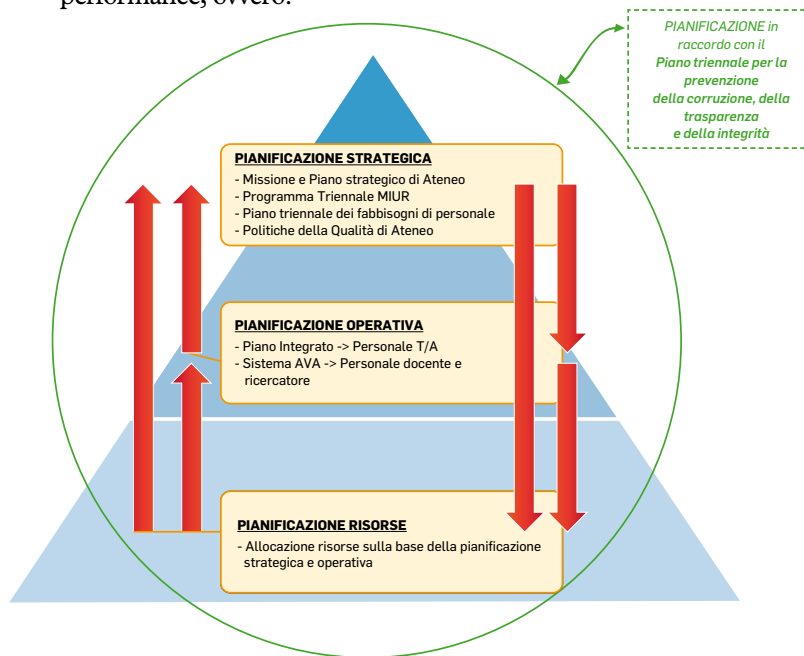 performance, ovvero:
PIANIFICAZIONE in
raccordo con il
Piano triennale per la
prevenzione
della corruzione, della
trasparenza
e della integrità
PIANIFICAZIONE STRATEGICA
- Missione e Piano strategico di Ateneo
- Programma Triennale MIUR
- Piano triennale dei fabbisogni di personale
- Politiche della Qualità di Ateneo
PIANIFICAZIONE OPERATIVA
- Piano Integrato -> Personale T/A
- Sistema AVA -> Personale docente e
ricercatore
PIANIFICAZIONE RISORSE
- Allocazione risorse sulla base della pianificazione
strategica e operativa